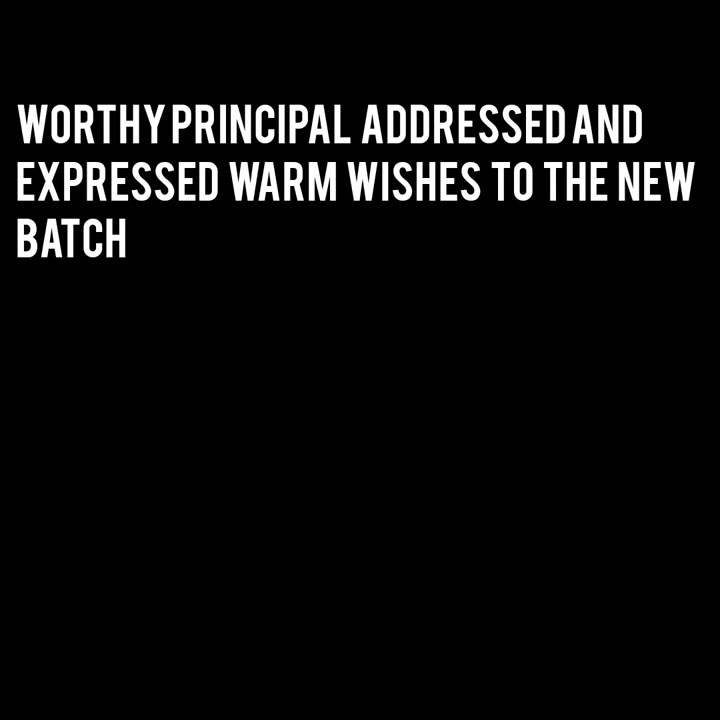 WORTHY PRINCIPAL ADDRESSED AND
EXPRESSED WARM WISHES TO THE NEW
BATCH